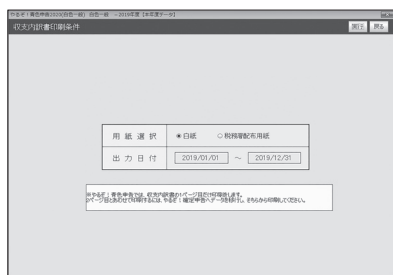 やるぞ!青色申告2020(白色一般) 白色一般 - 2019年度 【本年度データ】
収支内訳書印刷条件
実行 戻る
用紙選択 ◉白紙 ○税務署配布用紙
出力日付 2019/01/01 ~ 2019/12/31
※やるぞ!青色申告では、収支内訳書の1ページ目だけ印刷致します。
2ページ目とあわせて印刷するには、やるぞ!確定申告へデータを移行し、そちらから印刷してください。